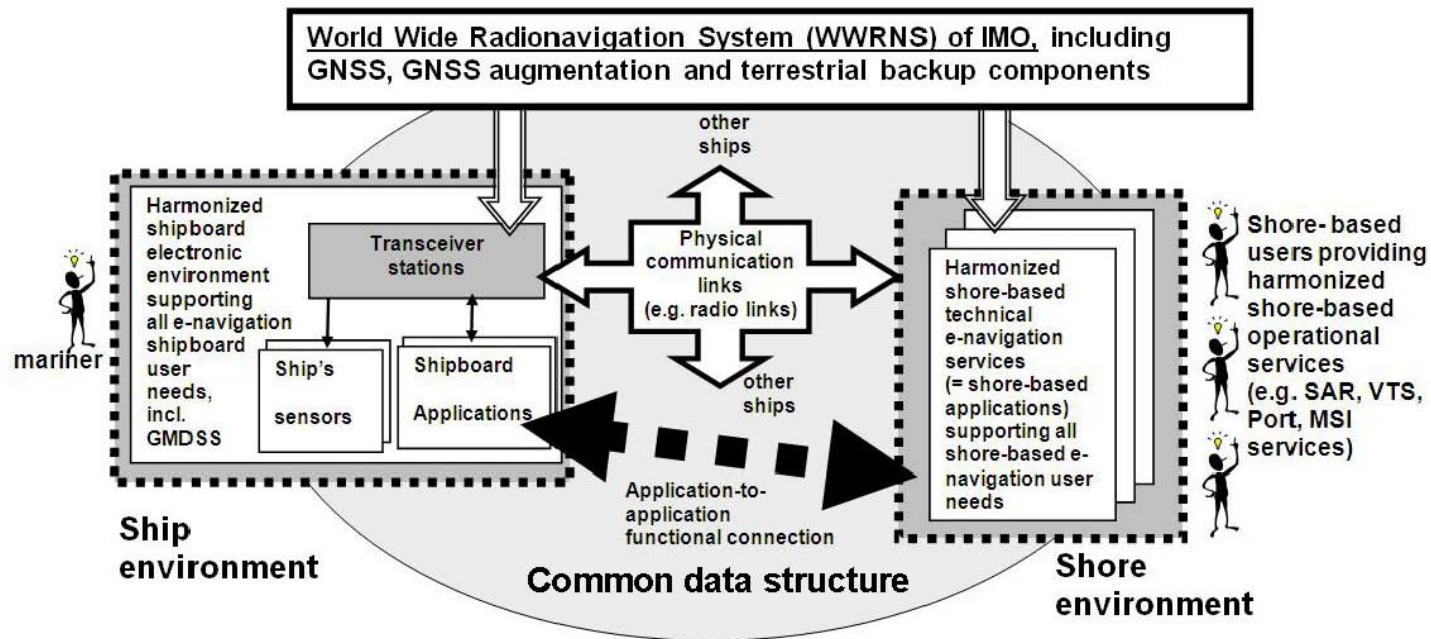 World Wide Radionavigation System (WWRNS) of IMO, including
GNSS, GNSS augmentation and terrestrial backup components
other
ships
mariner
Harmonized
shipboard
electronic
environment
supporting
all e-navigation
shipboard
user
needs,
incl.
GMDSS
Transceiver
stations
Ship's
sensors
Shipboard
Applications
Physical
communication
links
(e.g. radio links)
other
ships
Harmonized
shore-based
technical
e-navigation
services
(= shore-based
applications)
supporting all
shore-based e-
navigation user
needs
Shore- based
users providing
harmonized
shore-based
operational
services
(e.g. SAR, VTS,
Port, MSI
services)
Application-to-
application
functional connection
Ship
environment
Common data structure
Shore
environment